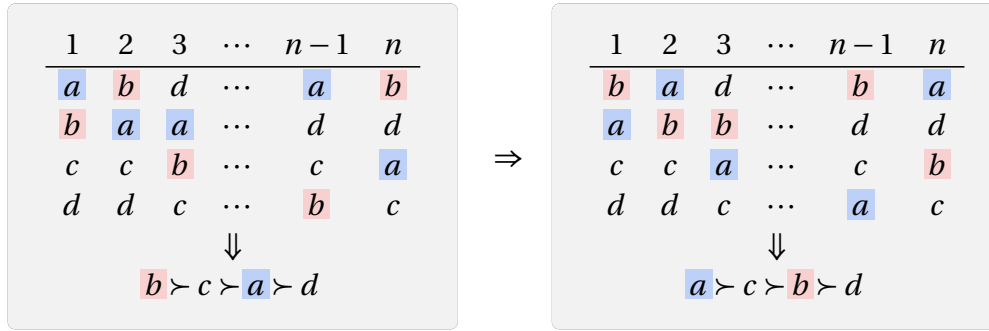 1 2 3 ⋯ n − 1 n
a b d ⋯ a b
b a a ⋯ d d
c c b ⋯ c a
d d c ⋯ b c
⇓
b ≻ c ≻ a ≻ d
⇒
1 2 3 ⋯ n − 1 n
b a d ⋯ b a
a b b ⋯ d d
c c a ⋯ c b
d d c ⋯ a c
⇓
a ≻ c ≻ b ≻ d